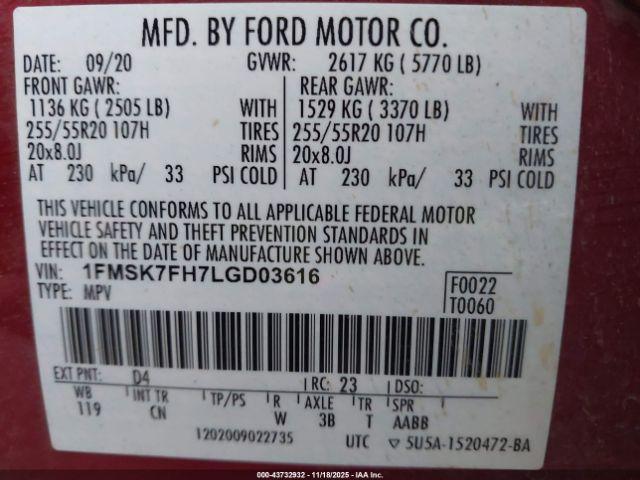 MFD. BY FORD MOTOR CO.
DATE: 09/20 GVWR: 2617 KG ( 5770 LB)
FRONT GAWR: REAR GAWR:
1136 KG ( 2505 LB) WITH 1529 KG ( 3370 LB) WITH
255/55R20 107H TIRES 255/55R20 107H TIRES
20x8.0J RIMS 20x8.0J RIMS
AT 230 kPa/ 33 PSI COLD AT 230 kPa/ 33 PSI COLD
THIS VEHICLE CONFORMS TO ALL APPLICABLE FEDERAL MOTOR
VEHICLE SAFETY AND THEFT PREVENTION STANDARDS IN
EFFECT ON THE DATE OF MANUFACTURE SHOWN ABOVE.
VIN: 1FMSK7FH7LGD03616 F0022
TYPE: MPV T0060
EXT PNT: D4 RC: 23 DSO:
WB INT TR TP/PS R AXLE TR SPR
119 CN W 3B T AABB
1202009022735 UTC 5U5A-1520472-BA
000-43732932 - 11/18/2025 - IAA Inc.